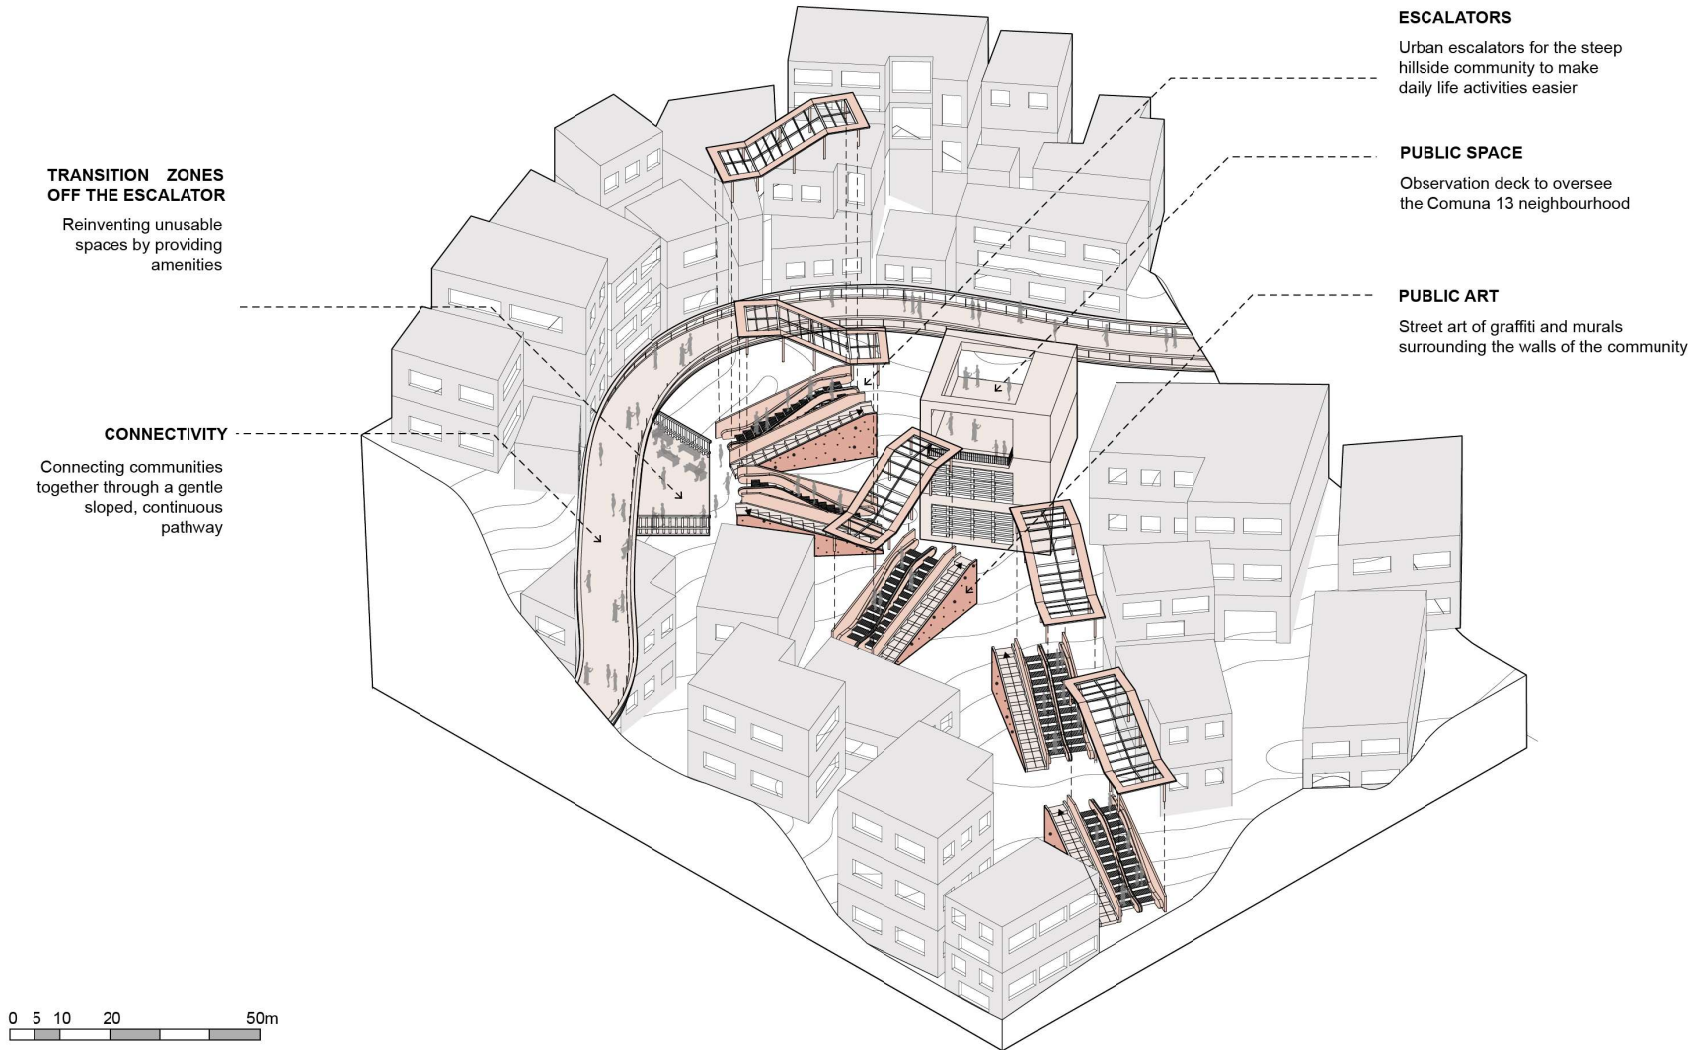 ESCALATORS
Urban escalators for the steep
hillside community to make
daily life activities easier
PUBLIC SPACE
Observation deck to oversee
the Comuna 13 neighbourhood
PUBLIC ART
Street art of graffiti and murals
surrounding the walls of the community
TRANSITION ZONES
OFF THE ESCALATOR
Reinventing unusable
spaces by providing
amenities
CONNECTIVITY
Connecting communities
together through a gentle
sloped, continuous
pathway
0 5 10 20 50m